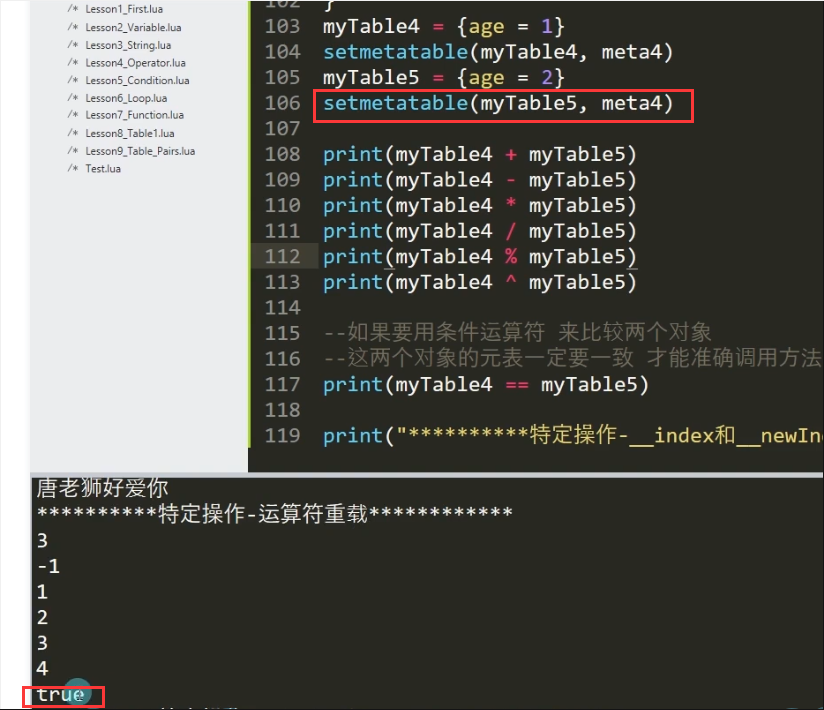 Lesson1_First.lua
Lesson2_Variable.lua
Lesson3_String.lua
Lesson4_Operator.lua
Lesson5_Condition.lua
Lesson6_Loop.lua
Lesson7_Function.lua
Lesson8_Table1.lua
Lesson9_Table_Pairs.lua
Test.lua
102 }
103 myTable4 = {age = 1}
104 setmetatable(myTable4, meta4)
105 myTable5 = {age = 2}
106 setmetatable(myTable5, meta4)
107
108 print(myTable4 + myTable5)
109 print(myTable4 - myTable5)
110 print(myTable4 * myTable5)
111 print(myTable4 / myTable5)
112 print(myTable4 % myTable5)
113 print(myTable4 ^ myTable5)
114
115 --如果要用条件运算符 来比较两个对象
116 --这两个对象的元表一定要一致 才能准确调用方法
117 print(myTable4 == myTable5)
118
119 print("**********特定操作-__index和__newIn
唐老狮好爱你
**********特定操作-运算符重载************
3
-1
1
2
3
4
true